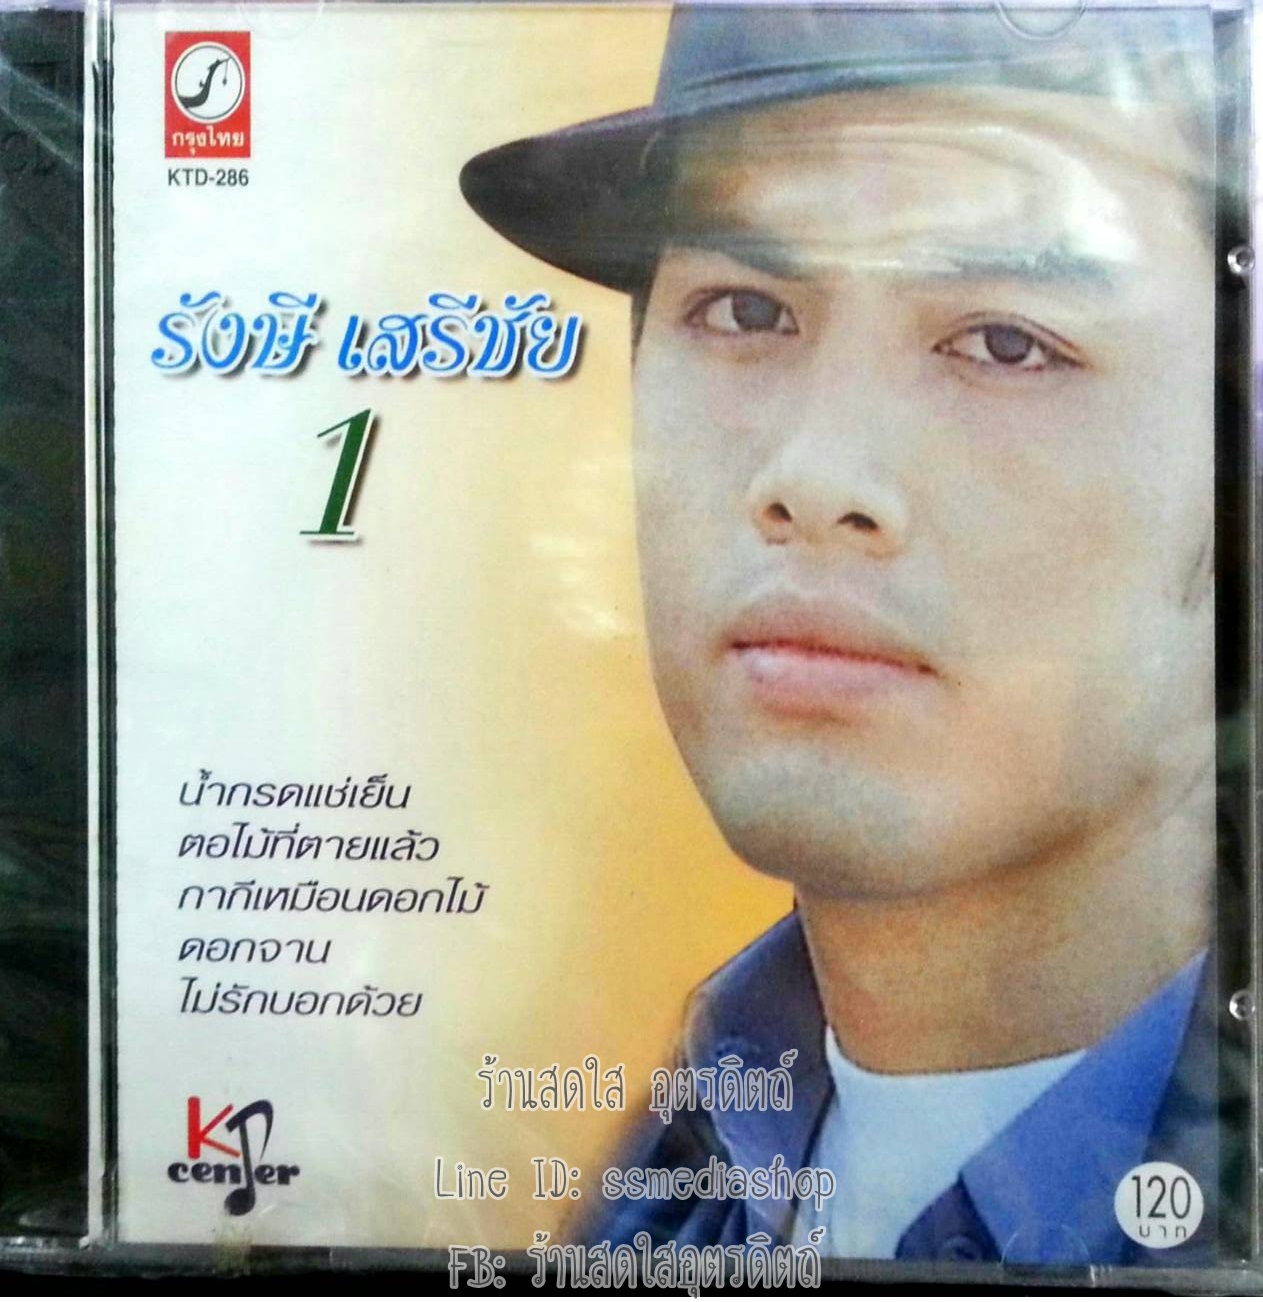 กรุงไทย
KTD-286
รังษี เสรีชัย
1
น้ำกรดแช่เย็น
ตอไม้ที่ตายแล้ว
กากีเหมือนดอกไม้
ดอกจาน
ไม่รักบอกด้วย
KT
center
ร้านสดใส อุตรดิตถ์
Line ID: ssmediashop
FB: ร้านสดใสอุตรดิตถ์
120
บาท